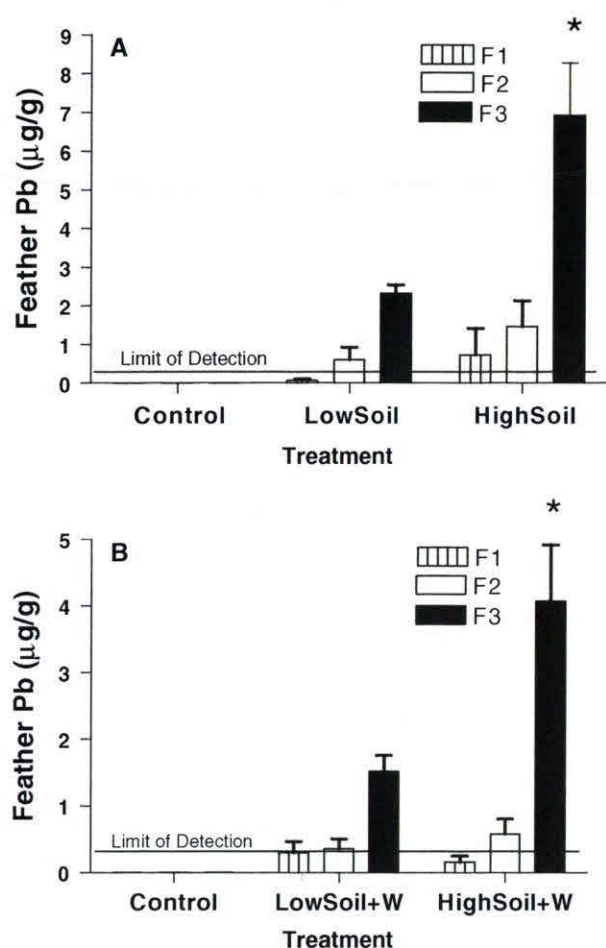 A
*
F1
F2
F3
9
8
7
6
5
4
3
2
1
0
Feather Pb (µg/g)
Limit of Detection
Control LowSoil HighSoil
Treatment
B
*
F1
F2
F3
5
4
3
2
1
0
Feather Pb (µg/g)
Limit of Detection
Control LowSoil+W HighSoil+W
Treatment